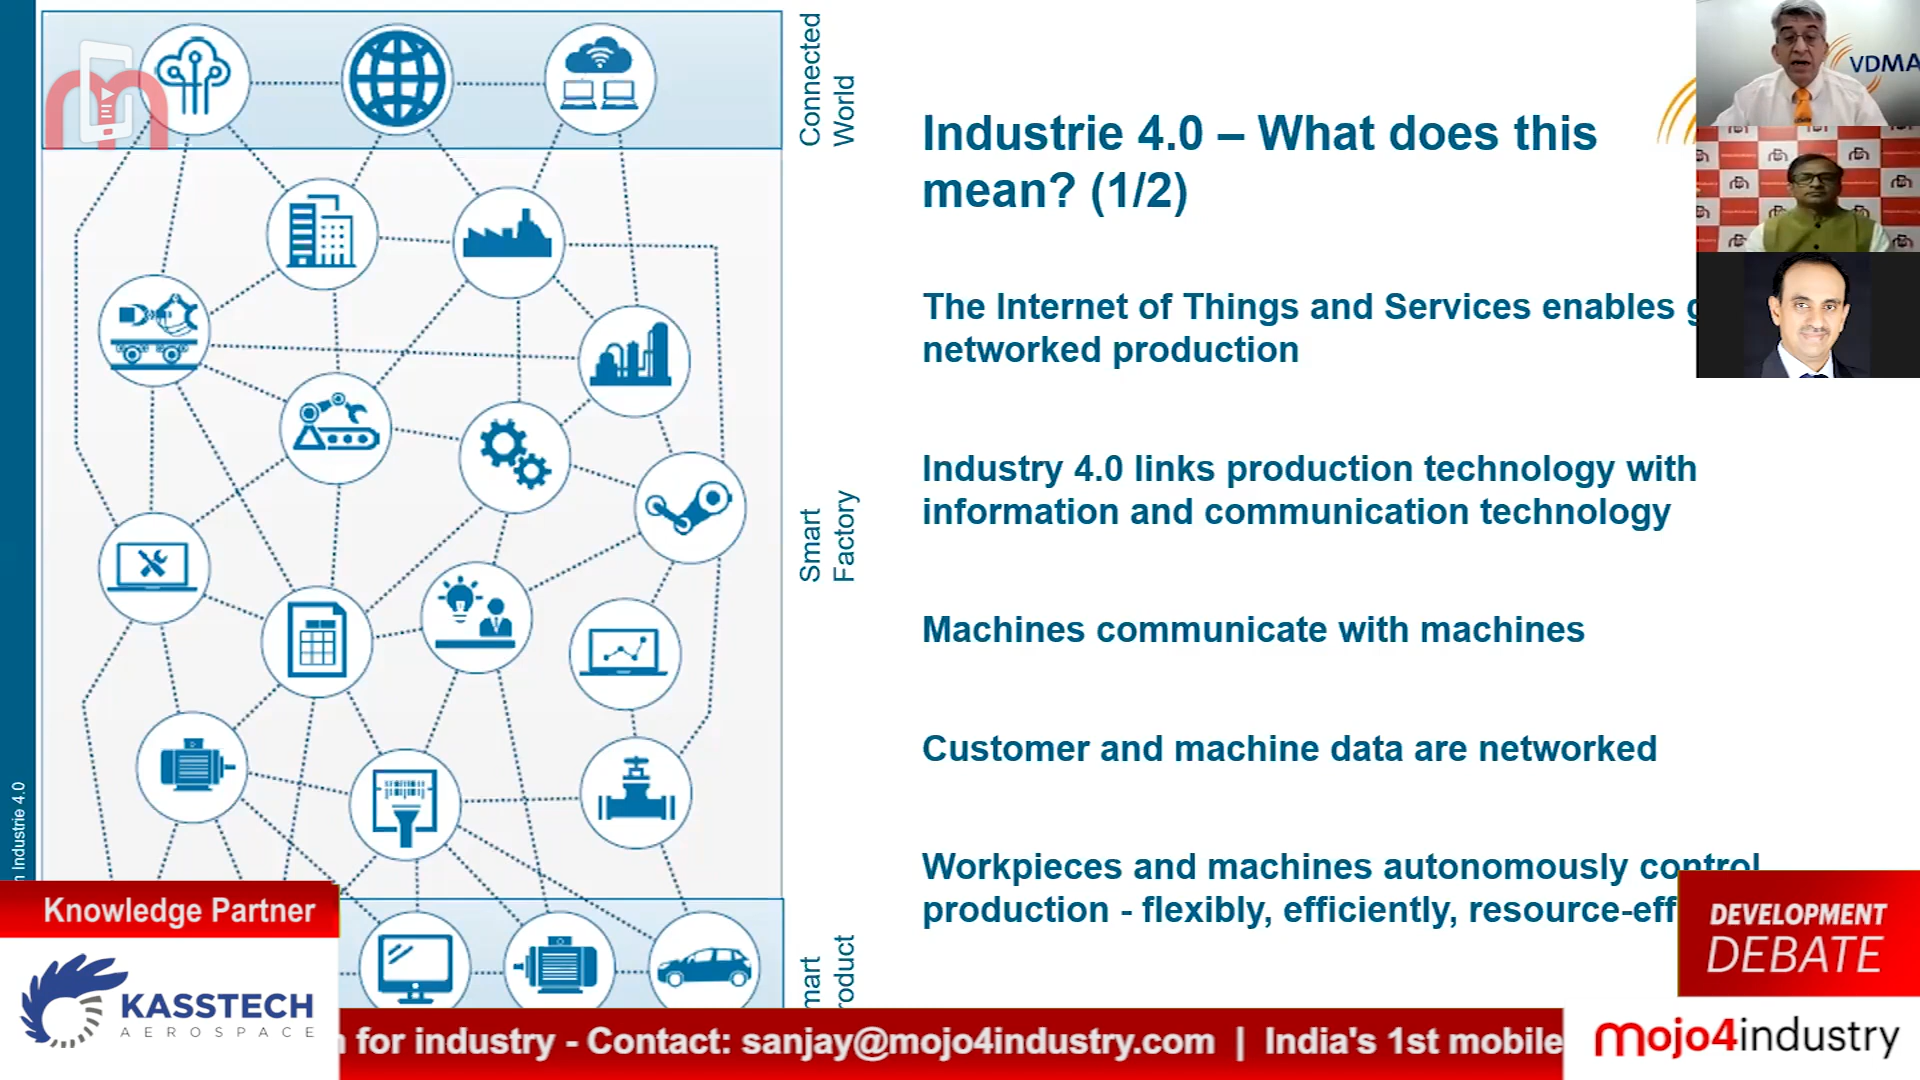 Connected
World
Industrie 4.0 – What does this
mean? (1/2)
VDMA
The Internet of Things and Services enables
networked production
Industry 4.0 links production technology with
information and communication technology
Smart
Factory
Machines communicate with machines
Customer and machine data are networked
Workpieces and machines autonomously control
production - flexibly, efficiently, resource-eff
Industrie 4.0
Knowledge Partner
KASSTECH
AEROSPACE
DEVELOPMENT
DEBATE
for industry - Contact: sanjay@mojo4industry.com | India's 1st mobile
mojo4industry